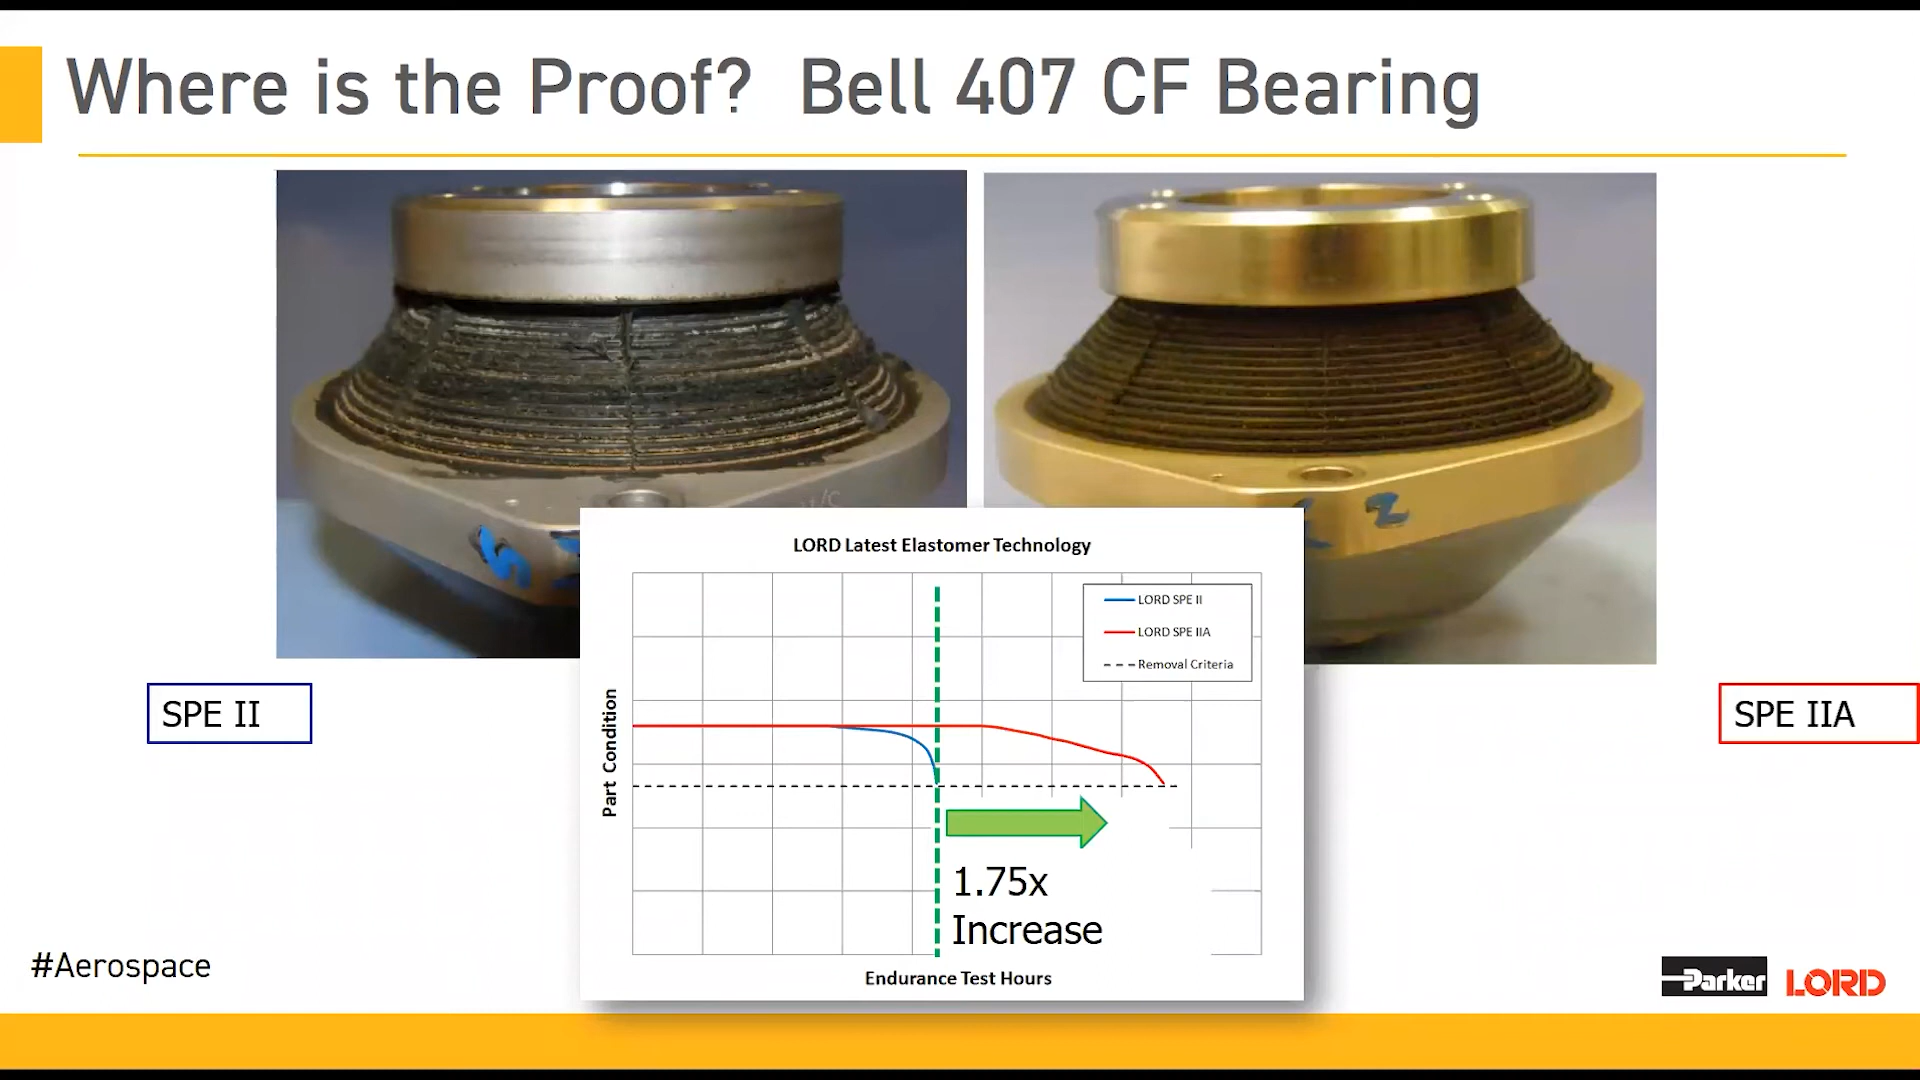 Where is the Proof?  Bell 407 CF Bearing
LORD Latest Elastomer Technology
LORD SPE II
LORD SPE IIA
Removal Criteria
Part Condition
SPE II
SPE IIA
1.75x
Increase
Endurance Test Hours
#Aerospace
Parker LORD